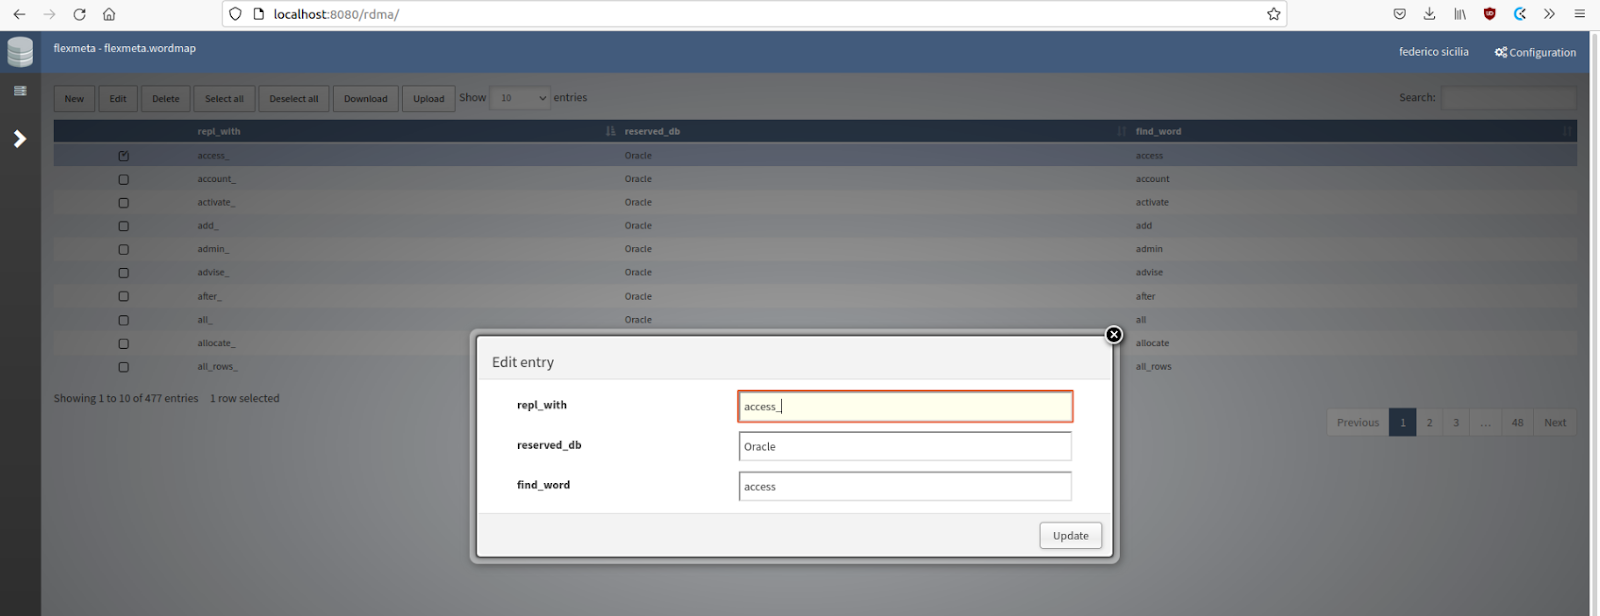 localhost:8080/rdma/
flexmeta - flexmeta.wordmap
federico sicilia Configuration
New Edit Delete Select all Deselect all Download Upload Show 10 entries Search:
repl_with reserved_db find_word
access_ Oracle access
account_ Oracle account
activate_ Oracle activate
add_ Oracle add
admin_ Oracle admin
advise_ Oracle advise
after_ Oracle after
all_ Oracle all
allocate_ allocate
all_rows_ all_rows
Showing 1 to 10 of 477 entries 1 row selected
Previous 1 2 3 ... 48 Next
Edit entry
repl_with access_
reserved_db Oracle
find_word access
Update